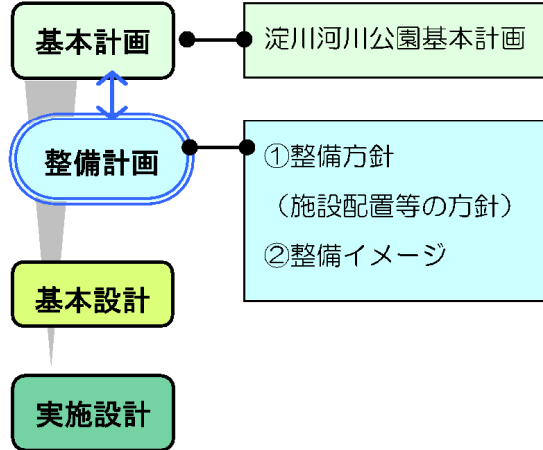 基本計画
淀川河川公園基本計画
整備計画
①整備方針
（施設配置等の方針）
②整備イメージ
基本設計
実施設計